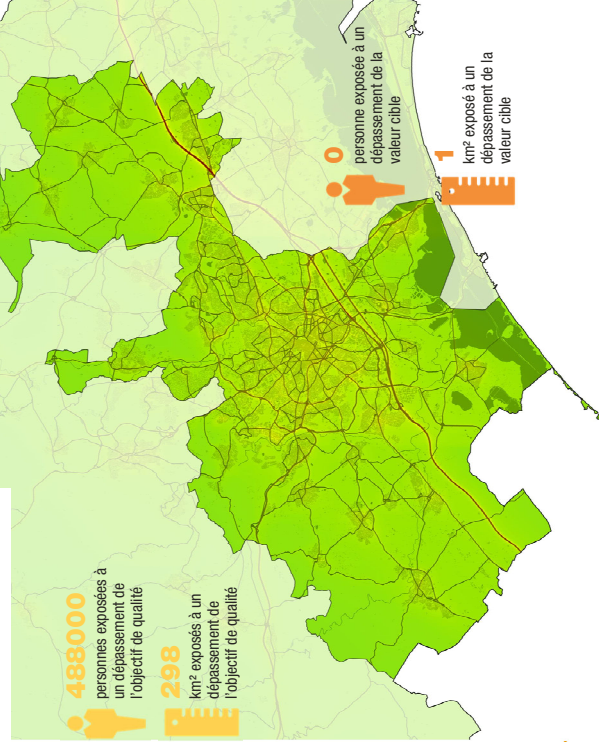 488000
personnes exposées à
un dépassement de
l'objectif de qualité
298
km² exposés à un
dépassement de
l'objectif de qualité
0
personne exposée à un
dépassement de la
valeur cible
1
km² exposé à un
dépassement de la
valeur cible